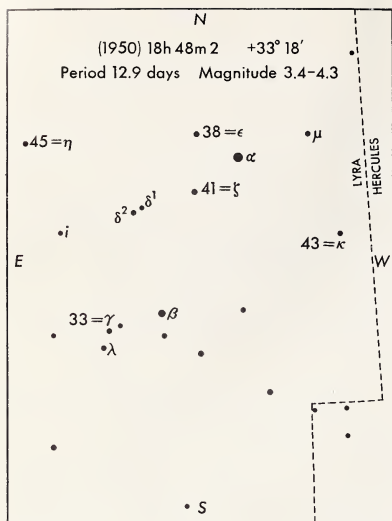 N
(1950) 18h 48m 2 +33° 18′
Period 12.9 days Magnitude 3.4–4.3
38=ϵ
μ
45=η
α
LYRA
HERCULES
41=ζ
δ² δ¹
i
43=κ
E
W
33=γ
β
λ
S